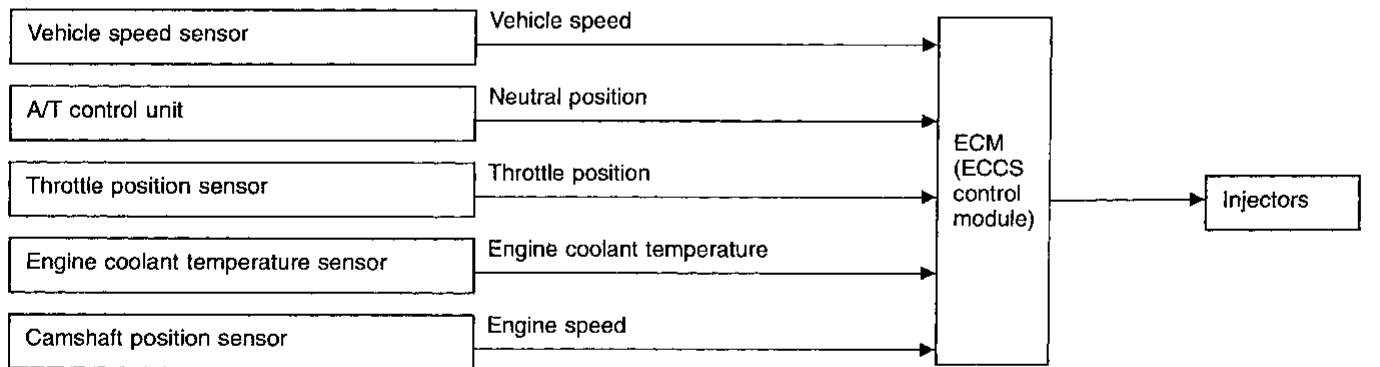 Vehicle speed sensor
Vehicle speed
A/T control unit
Neutral position
Throttle position sensor
Throttle position
Engine coolant temperature sensor
Engine coolant temperature
Camshaft position sensor
Engine speed
ECM
(ECCS
control
module)
Injectors